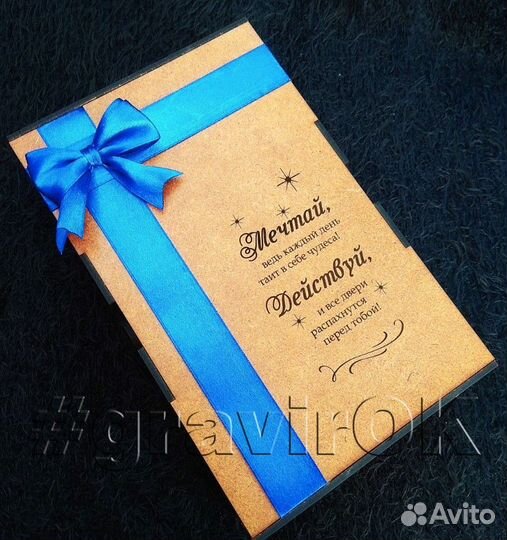 Мечтай,
ведь каждый день
таит в себе чудеса!
Действуй,
и все двери
распахнутся
перед тобой!
#gravirOK
Avito